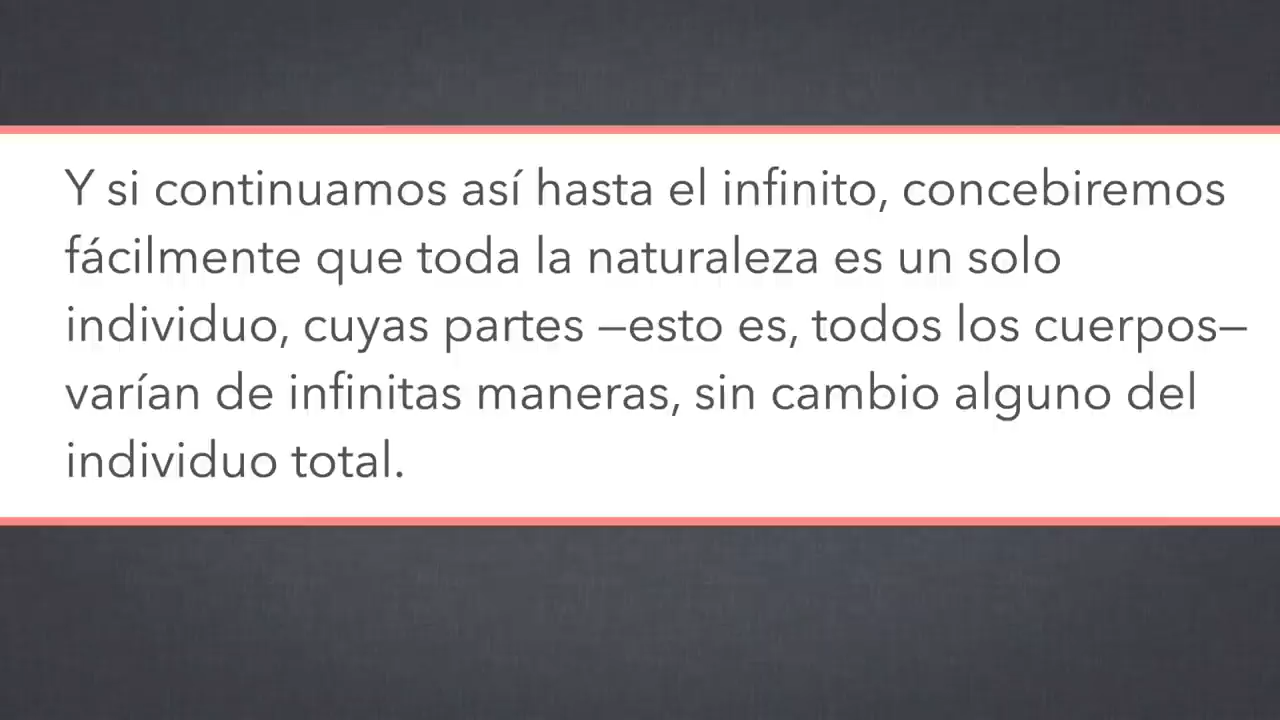 Y si continuamos así hasta el infinito, concebiremos
fácilmente que toda la naturaleza es un solo
individuo, cuyas partes —esto es, todos los cuerpos—
varían de infinitas maneras, sin cambio alguno del
individuo total.